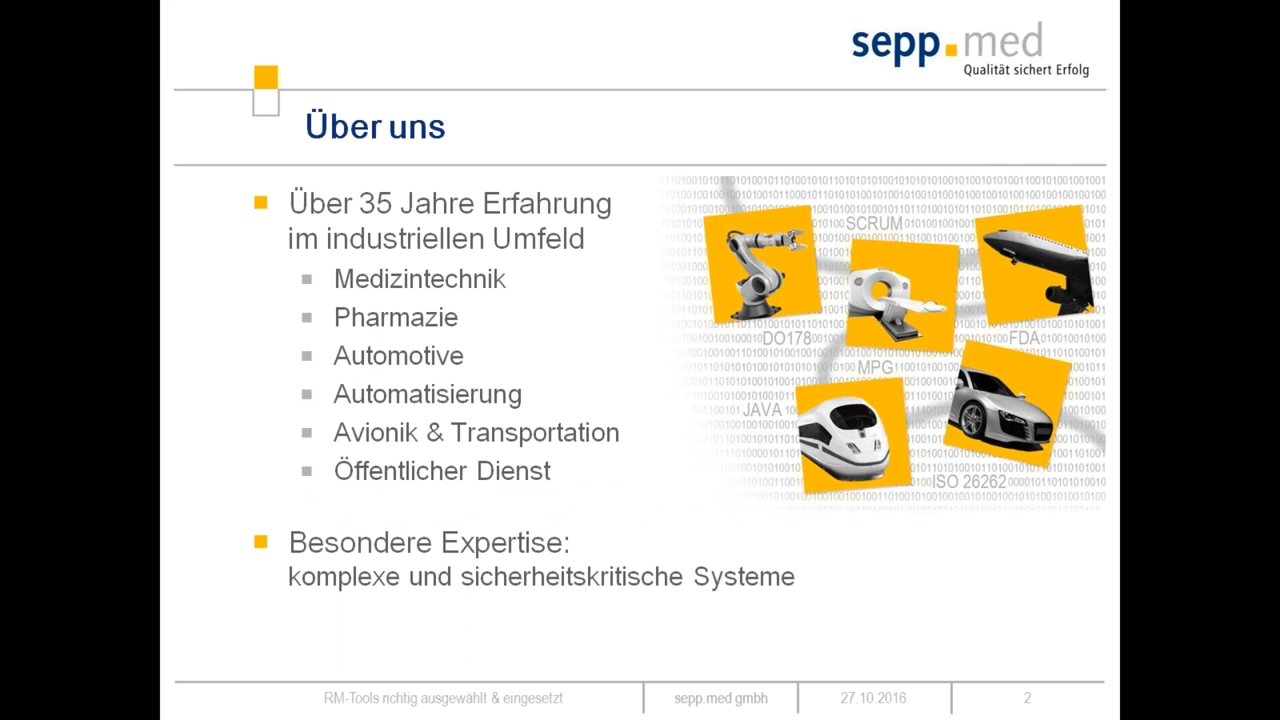 sepp.med
Qualität sichert Erfolg
Über uns
Über 35 Jahre Erfahrung
im industriellen Umfeld
Medizintechnik
Pharmazie
Automotive
Automatisierung
Avionik & Transportation
Öffentlicher Dienst
SCRUM
DO178
FDA
MPG
JAVA
ISO 26262
Besondere Expertise:
komplexe und sicherheitskritische Systeme
RM-Tools richtig ausgewählt & eingesetzt
sepp.med gmbh
27.10.2016
2